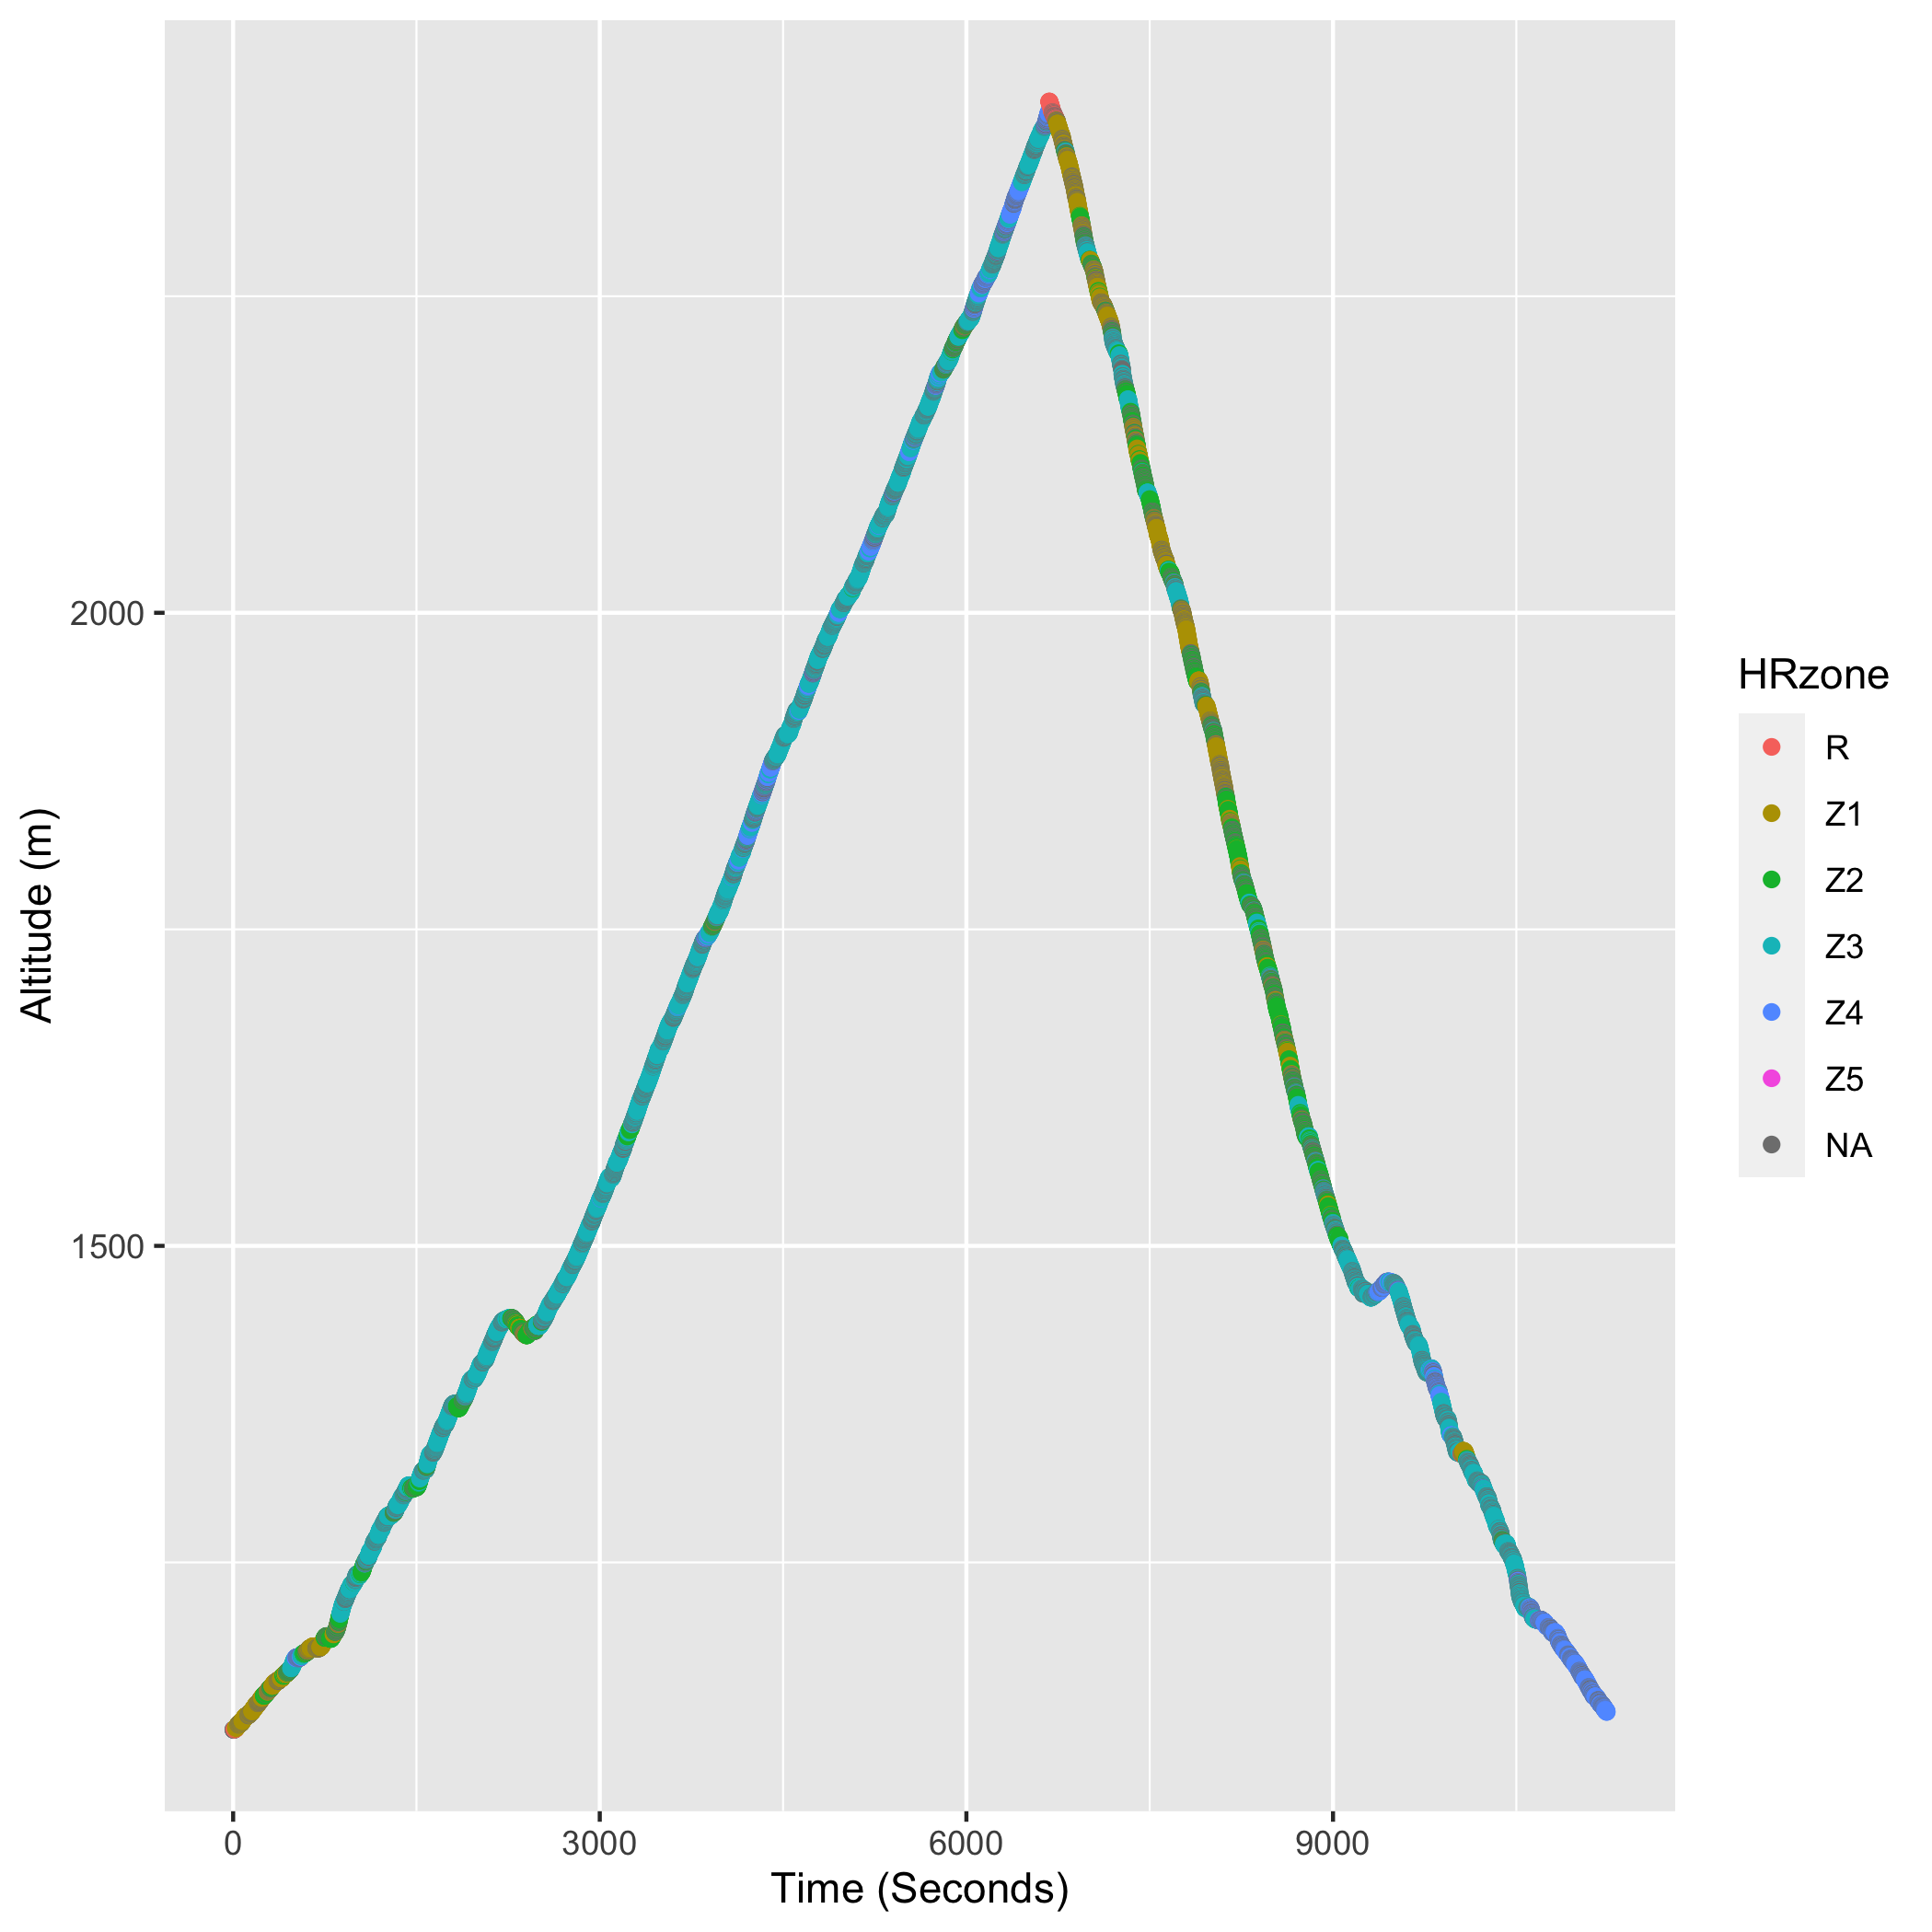 Altitude (m)
2000
1500
0
3000
6000
9000
Time (Seconds)
HRzone
R
Z1
Z2
Z3
Z4
Z5
NA